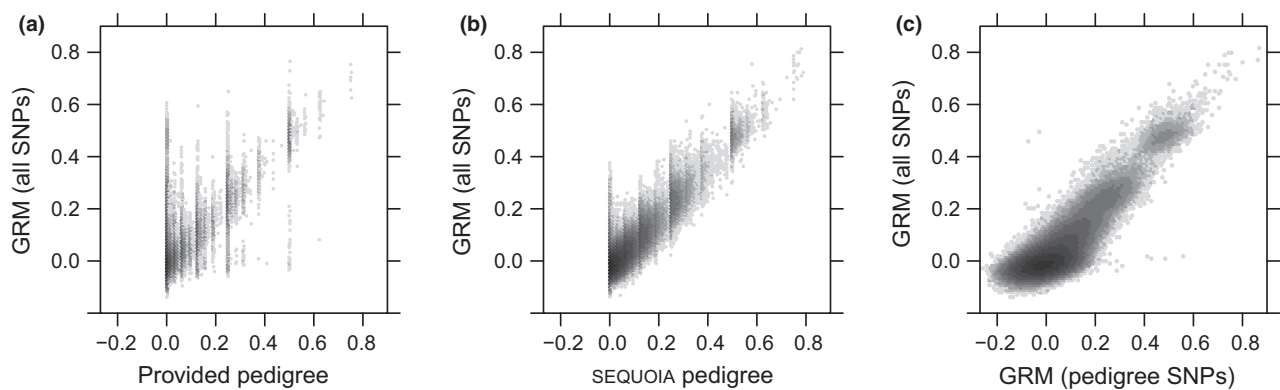 (a)
GRM (all SNPs)
0.8
0.6
0.4
0.2
0.0
−0.2 0.0 0.2 0.4 0.6 0.8
Provided pedigree
(b)
GRM (all SNPs)
0.8
0.6
0.4
0.2
0.0
−0.2 0.0 0.2 0.4 0.6 0.8
SEQUOIA pedigree
(c)
GRM (all SNPs)
0.8
0.6
0.4
0.2
0.0
−0.2 0.0 0.2 0.4 0.6 0.8
GRM (pedigree SNPs)